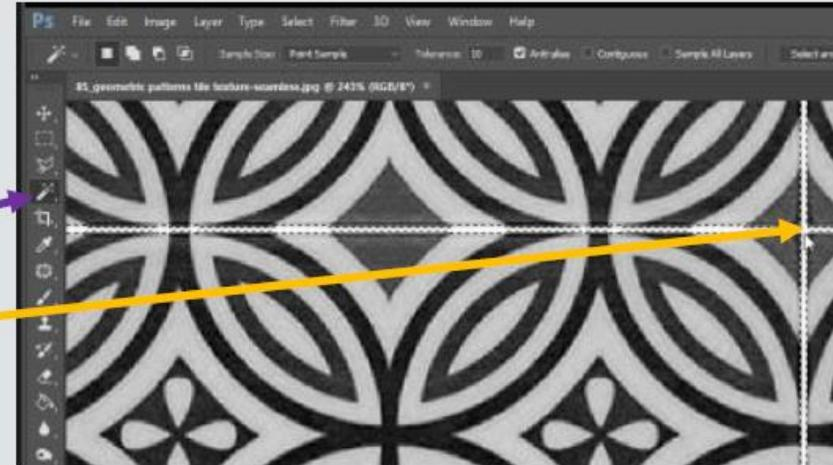 Ps File Edit Image Layer Type Select Filter 3D View Window Help
Sample Size: Point Sample Tolerance: 10 Anti-alias Contiguous Sample All Layers Select an
85_geometric patterns tile texture-seamless.jpg @ 243% (RGB/8*) ×